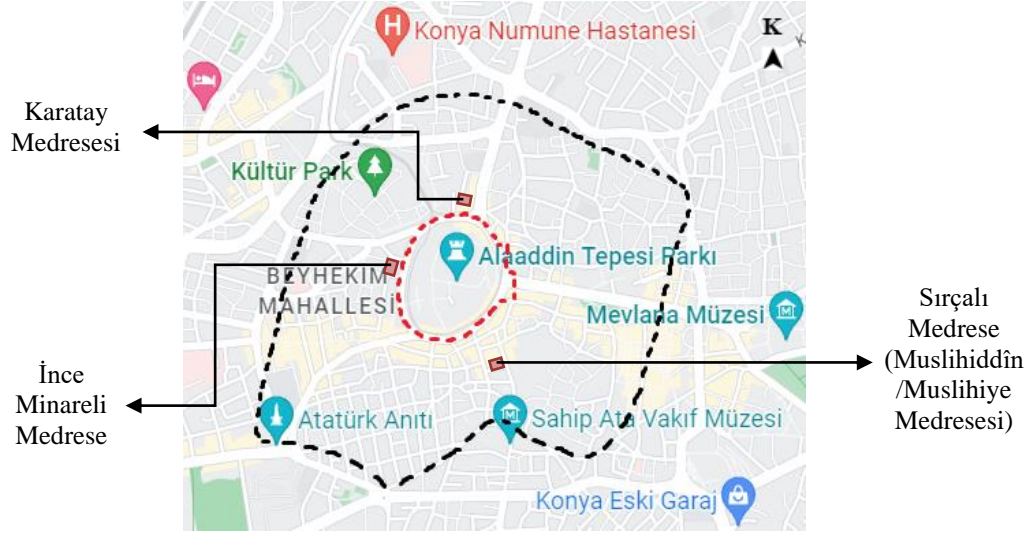 K
Konya Numune Hastanesi
Karatay
Medresesi
Kültür Park
Alaaddin Tepesi Parkı
BEYHEKİM
MAHALLESİ
Mevlana Müzesi
Sırçalı
Medrese
(Muslihiddîn
/Muslihiye
Medresesi)
İnce
Minareli
Medrese
Atatürk Anıtı
Sahip Ata Vakıf Müzesi
Konya Eski Garaj